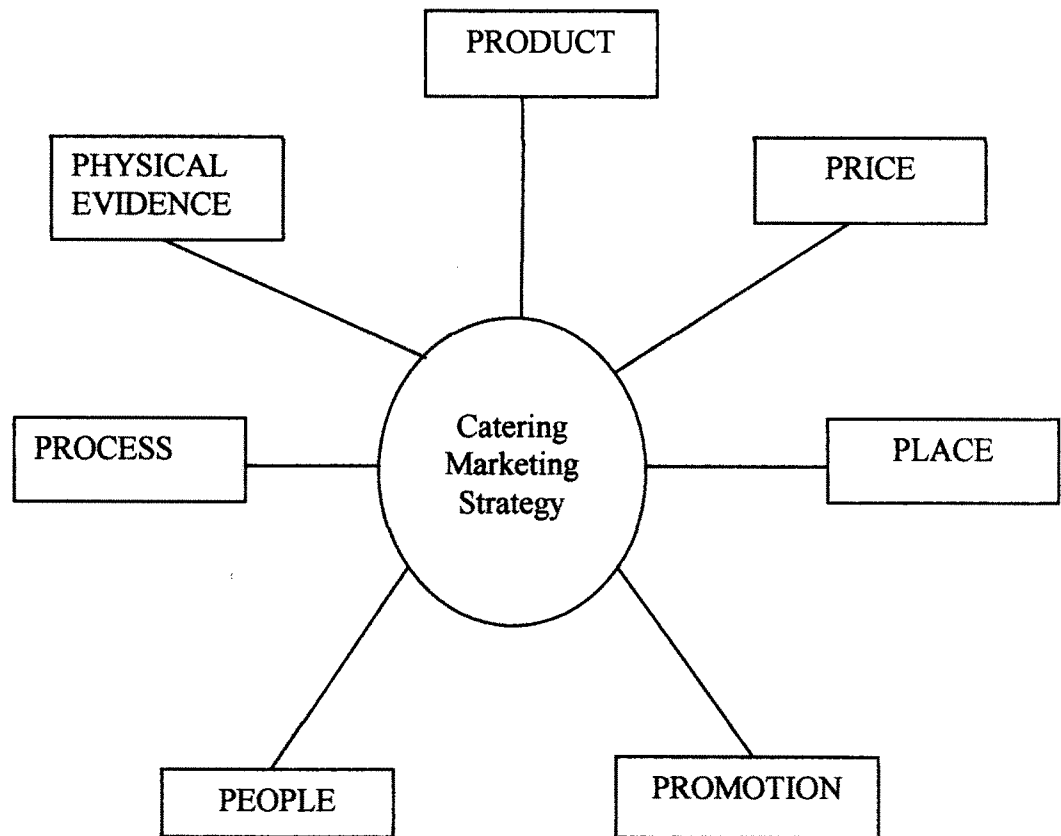 PRODUCT
PHYSICAL
EVIDENCE
PRICE
Catering
Marketing
Strategy
PROCESS
PLACE
PEOPLE
PROMOTION